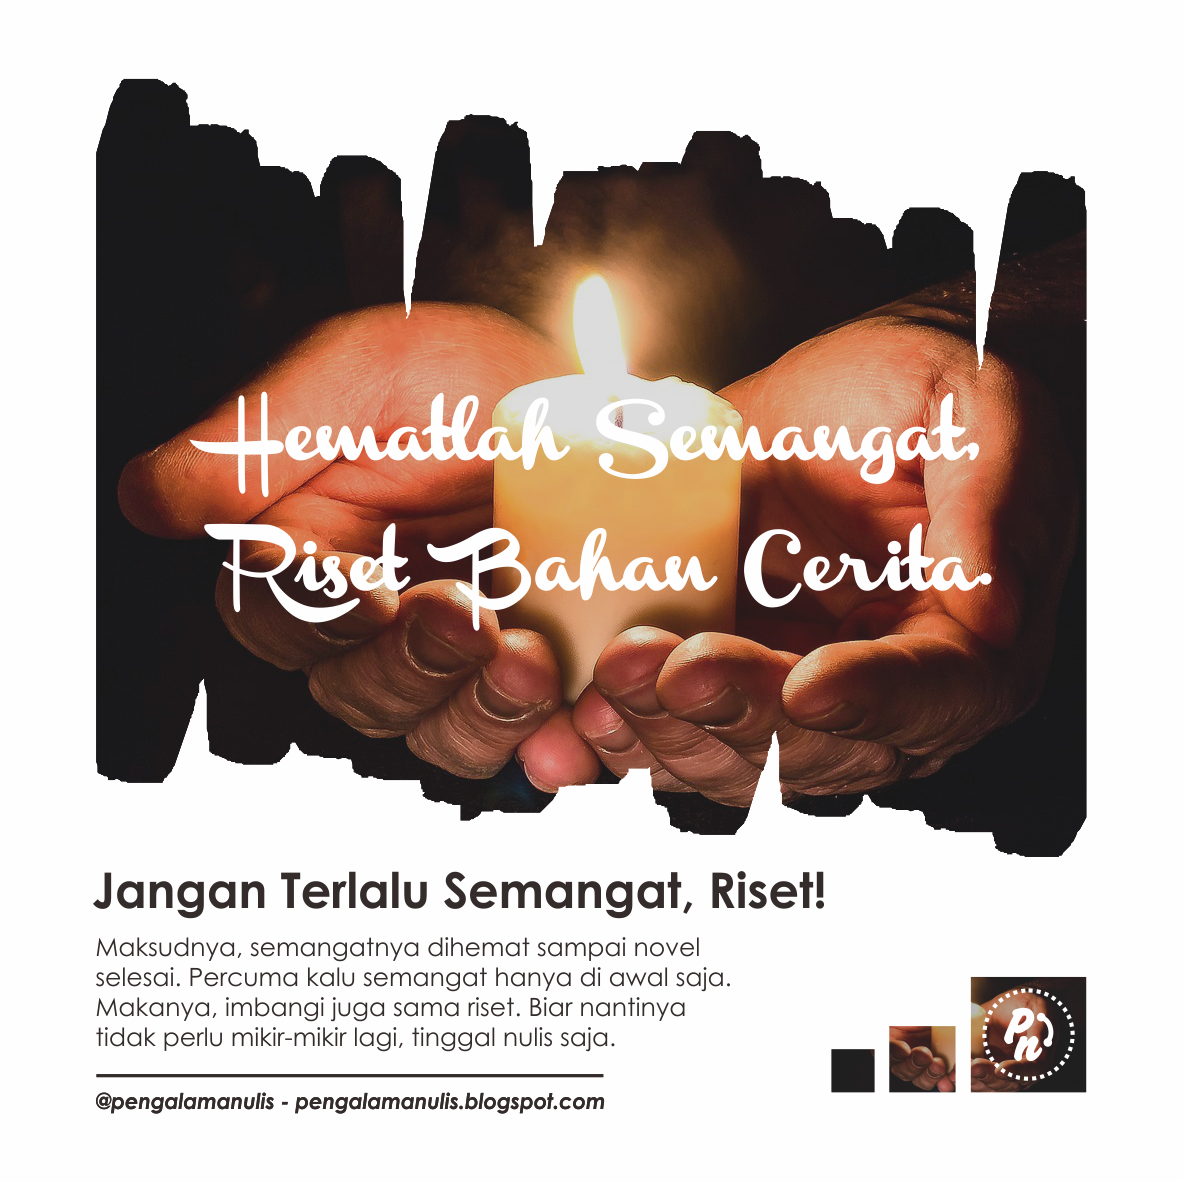 Hematlah Semangat,
Riset Bahan Cerita.
Jangan Terlalu Semangat, Riset!
Maksudnya, semangatnya dihemat sampai novel
selesai. Percuma kalu semangat hanya di awal saja.
Makanya, imbangi juga sama riset. Biar nantinya
tidak perlu mikir-mikir lagi, tinggal nulis saja.
Pn
@pengalamanulis - pengalamanulis.blogspot.com